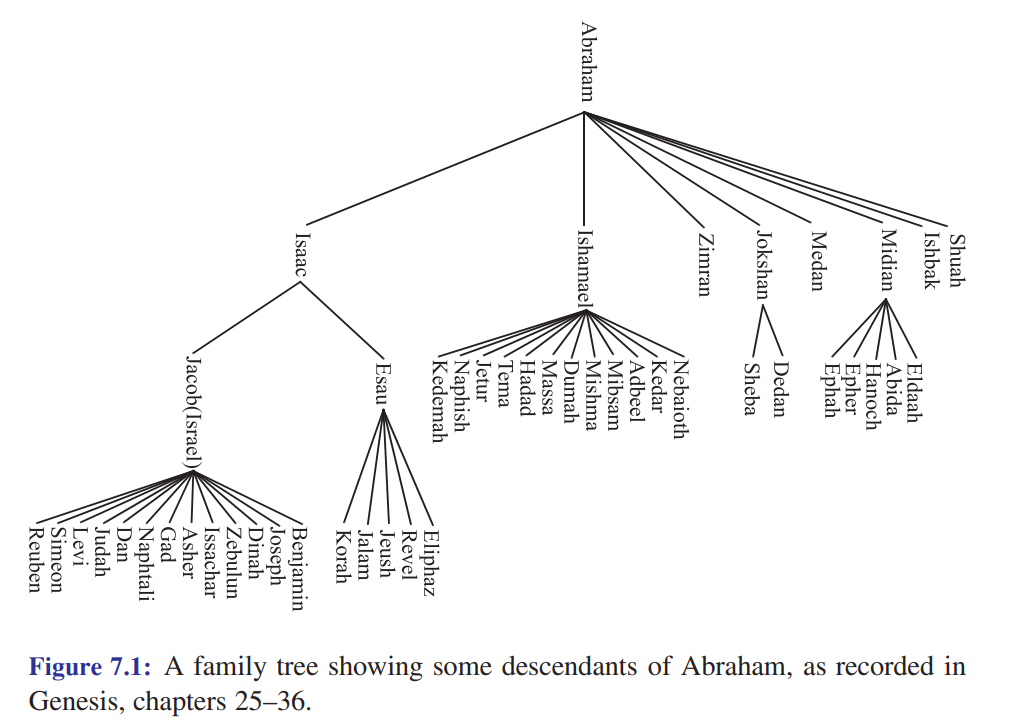 Abraham
Isaac
Ishamael
Zimran
Jokshan
Medan
Midian
Ishbak
Shuah
Jacob(Israel)
Esau
Kedemah
Naphish
Jetur
Tema
Hadad
Massa
Dumah
Mishma
Mibsam
Adbeel
Kedar
Nebaioth
Sheba
Dedan
Ephah
Epher
Hanoch
Abida
Eldaah
Reuben
Simeon
Levi
Judah
Dan
Naphtali
Gad
Asher
Issachar
Zebulun
Dinah
Joseph
Benjamin
Korah
Jalam
Jeush
Revel
Eliphaz
Figure 7.1: A family tree showing some descendants of Abraham, as recorded in
Genesis, chapters 25–36.